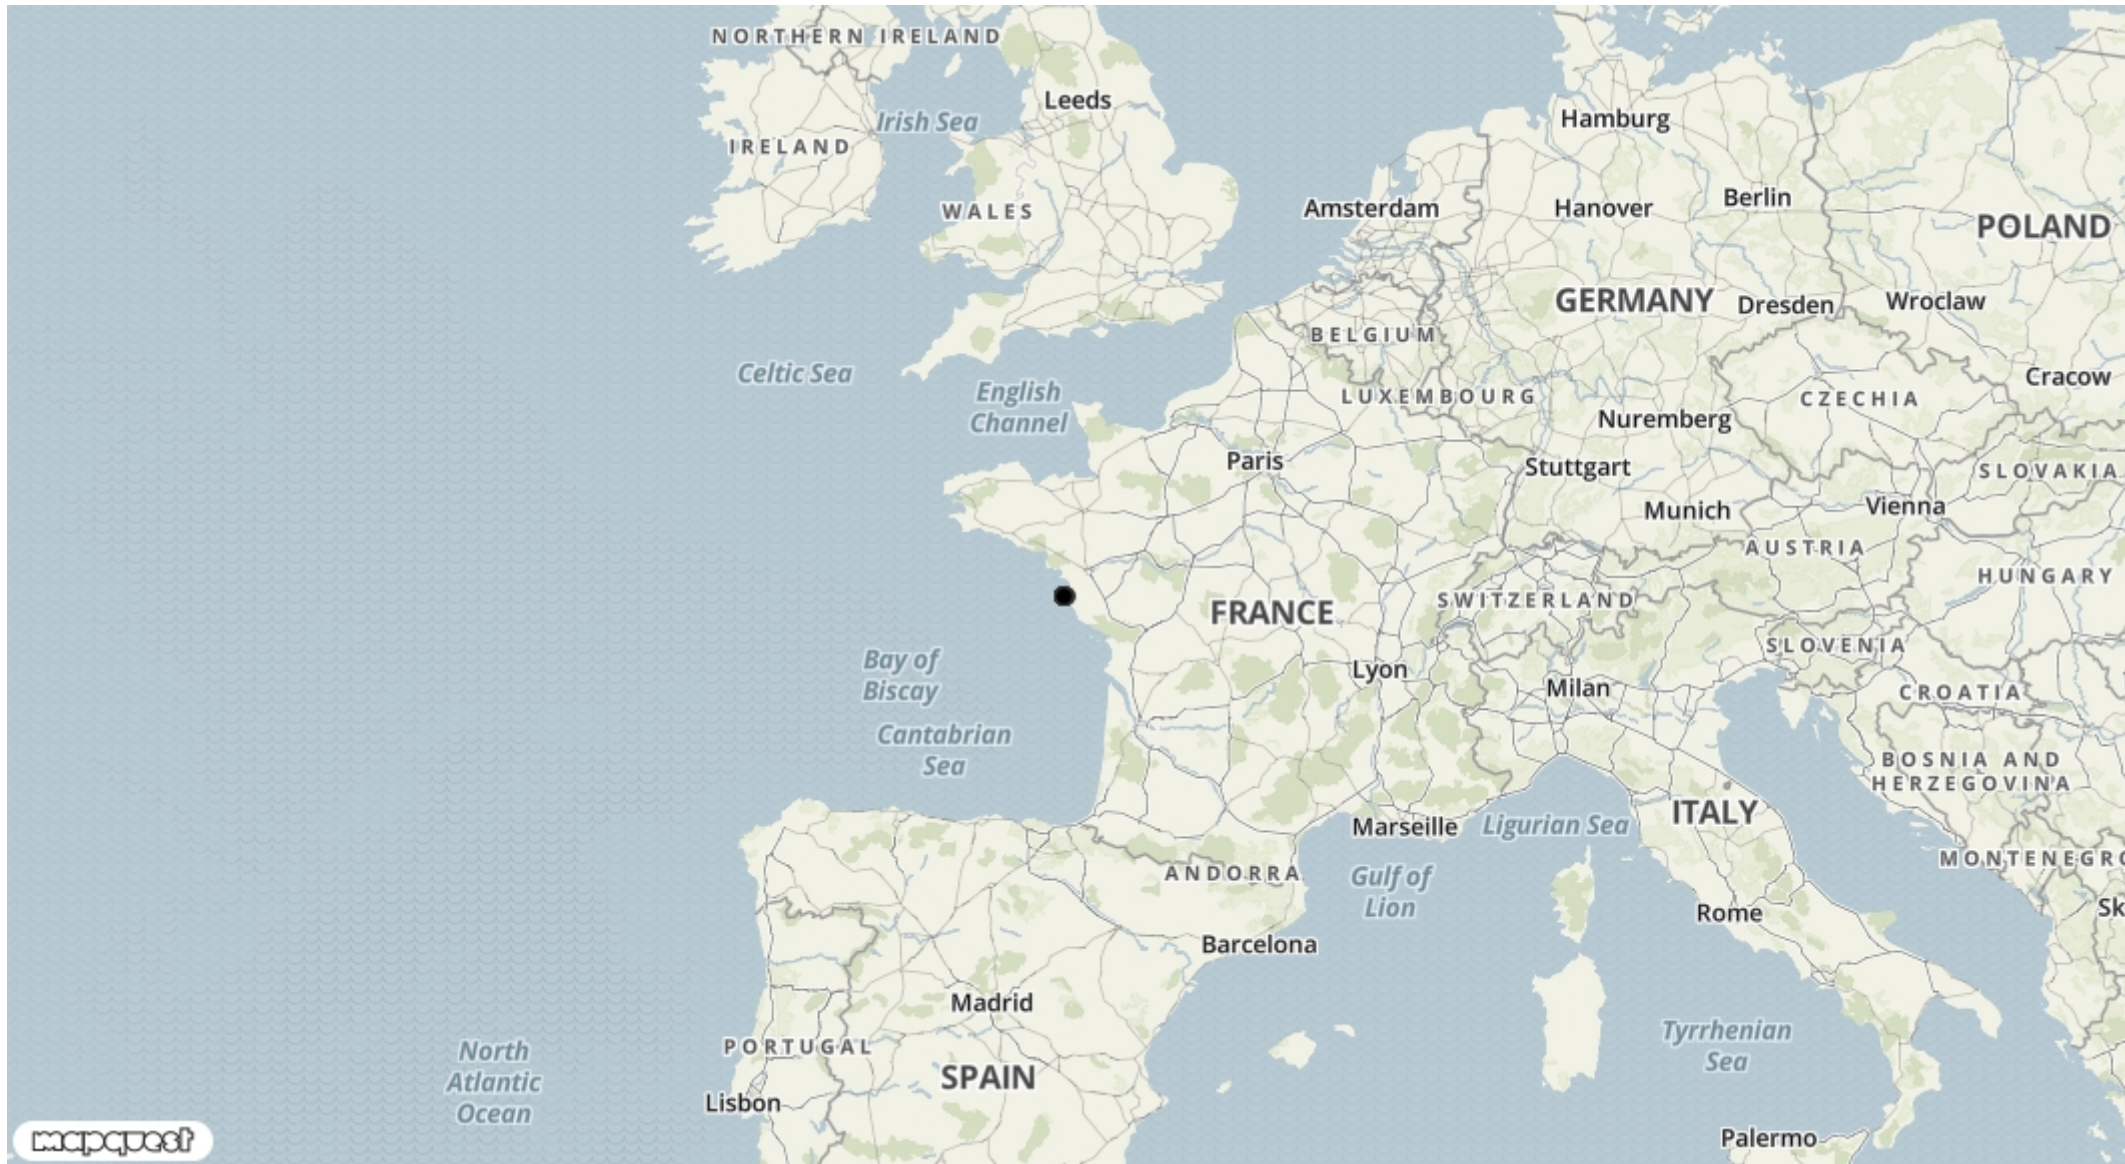 NORTHERN IRELAND
Leeds
Irish Sea
Hamburg
IRELAND
WALES
Amsterdam
Hanover
Berlin
POLAND
GERMANY
Dresden
Wroclaw
BELGIUM
Celtic Sea
English
Channel
LUXEMBOURG
Cracow
CZECHIA
Nuremberg
Paris
Stuttgart
SLOVAKIA
Munich
Vienna
AUSTRIA
HUNGARY
FRANCE
SWITZERLAND
SLOVENIA
Bay of
Biscay
Lyon
Milan
CROATIA
Cantabrian
Sea
BOSNIA AND
HERZEGOVINA
ITALY
Marseille
Ligurian Sea
MONTENEGRO
ANDORRA
Gulf of
Lion
Rome
Sk
Barcelona
Madrid
Tyrrhenian
Sea
PORTUGAL
North
Atlantic
Ocean
SPAIN
Lisbon
Palermo
mapquest